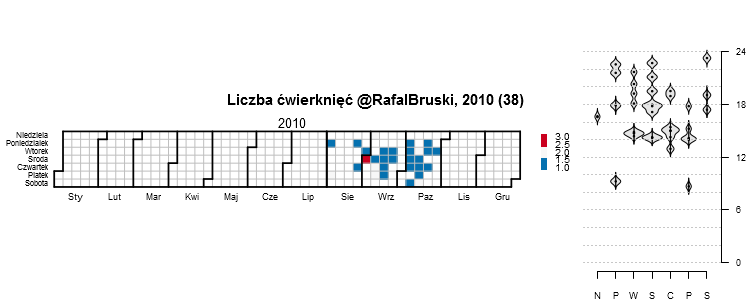 Liczba ćwierknięć @RafalBruski, 2010 (38)
2010
Niedziela
Poniedziałek
Wtorek
Środa
Czwartek
Piątek
Sobota
Sty Lut Mar Kwi Maj Cze Lip Sie Wrz Paz Lis Gru
3.0
2.5
2.0
1.5
1.0
24
18
12
6
0
N P W S C P S